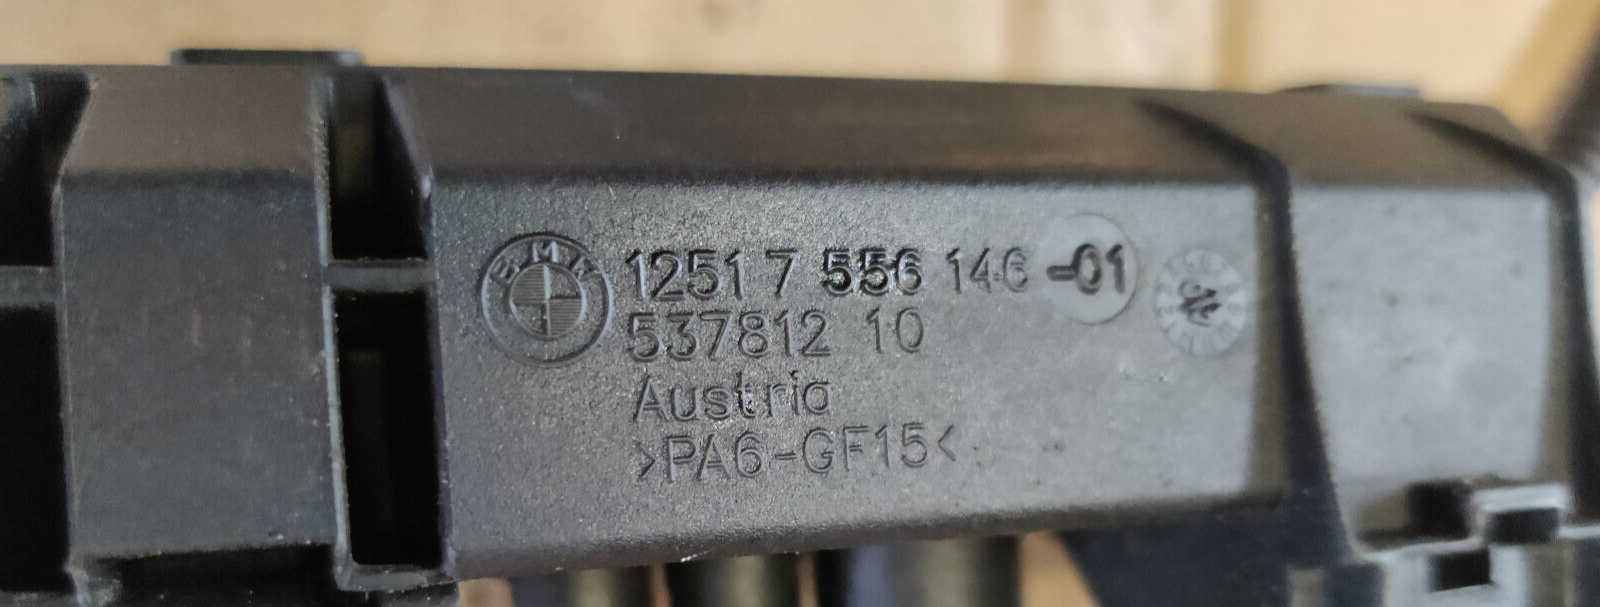 BMW
1251 7 556 146 -01
537812 10
Austria
>PA6-GF15<